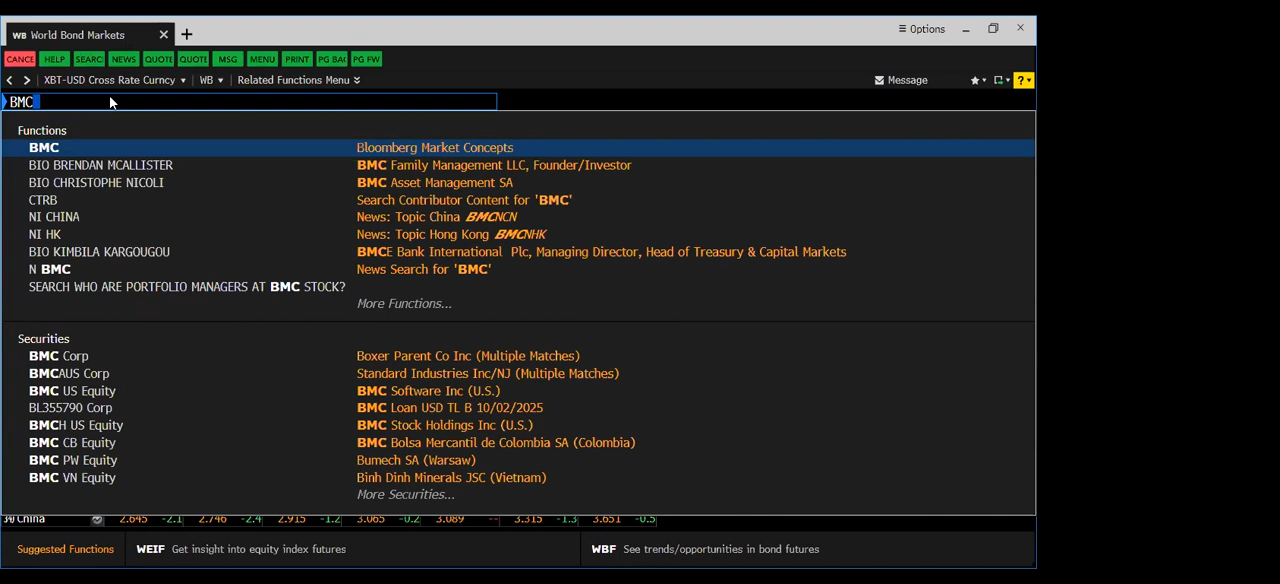 WB World Bond Markets
Options
CANCE HELP SEARC NEWS QUOTE QUOTE MSG MENU PRINT PG BAC PG FW
XBT-USD Cross Rate Curncy WB Related Functions Menu Message ?
BMC
Functions
BMC Bloomberg Market Concepts
BIO BRENDAN MCALLISTER BMC Family Management LLC, Founder/Investor
BIO CHRISTOPHE NICOLI BMC Asset Management SA
CTRB Search Contributor Content for 'BMC'
NI CHINA News: Topic China BMCNCN
NI HK News: Topic Hong Kong BMCNHK
BIO KIMBILA KARGOUGOU BMCE Bank International Plc, Managing Director, Head of Treasury & Capital Markets
N BMC News Search for 'BMC'
SEARCH WHO ARE PORTFOLIO MANAGERS AT BMC STOCK?
More Functions...
Securities
BMC Corp Boxer Parent Co Inc (Multiple Matches)
BMCAUS Corp Standard Industries Inc/NJ (Multiple Matches)
BMC US Equity BMC Software Inc (U.S.)
BL355790 Corp BMC Loan USD TL B 10/02/2025
BMCH US Equity BMC Stock Holdings Inc (U.S.)
BMC CB Equity BMC Bolsa Mercantil de Colombia SA (Colombia)
BMC PW Equity Bumech SA (Warsaw)
BMC VN Equity Binh Dinh Minerals JSC (Vietnam)
More Securities...
China 2.645 -2.1 2.746 -2.4 2.915 -1.2 3.065 -0.2 3.089 -- 3.315 -1.3 3.651 -0.5
Suggested Functions WEIF Get insight into equity index futures WBF See trends/opportunities in bond futures